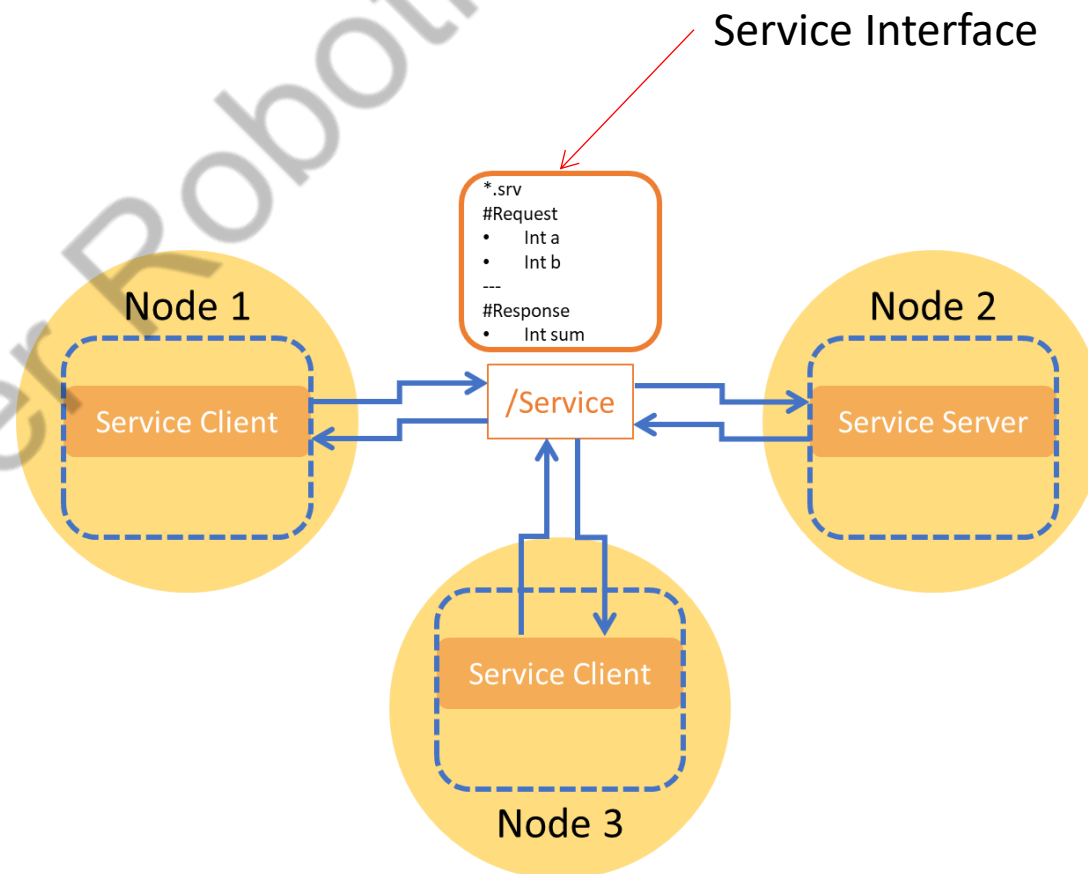 Service Interface
*.srv
#Request
• Int a
• Int b
---
#Response
• Int sum
Node 1
Service Client
/Service
Node 2
Service Server
Service Client
Node 3